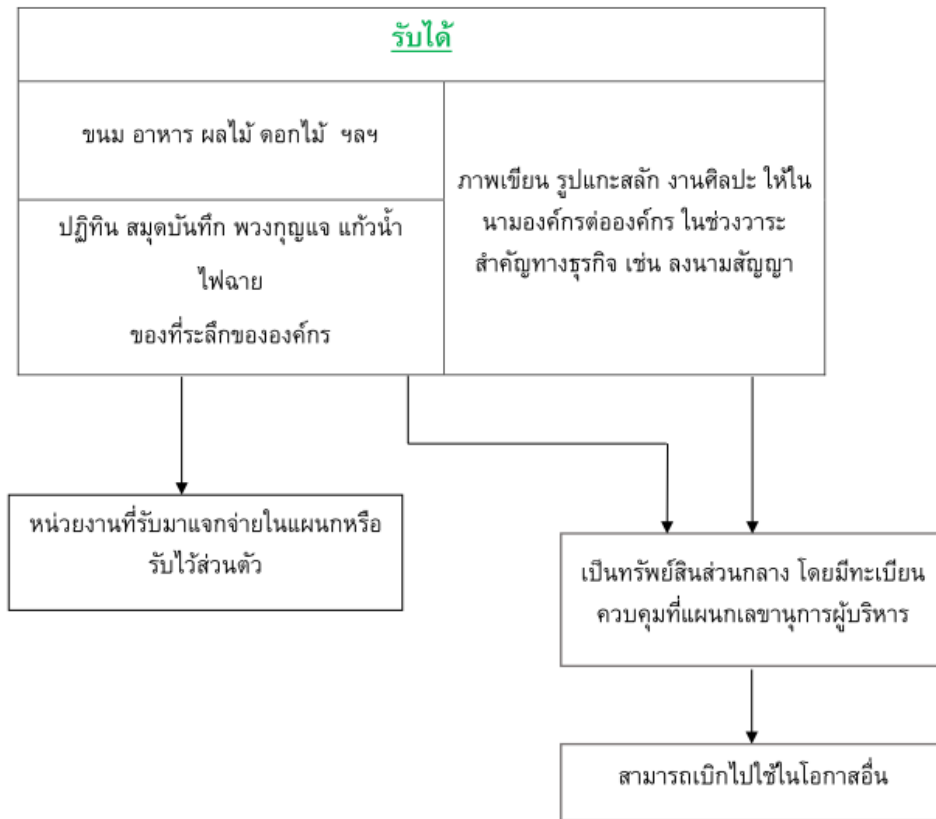 รับได้
ขนม อาหาร ผลไม้ ดอกไม้ ฯลฯ
ปฏิทิน สมุดบันทึก พวงกุญแจ แก้วน้ำ
ไฟฉาย
ของที่ระลึกขององค์กร
ภาพเขียน รูปแกะสลัก งานศิลปะ ให้ใน
นามองค์กรต่อองค์กร ในช่วงวาระ
สำคัญทางธุรกิจ เช่น ลงนามสัญญา
หน่วยงานที่รับมาแจกจ่ายในแผนกหรือ
รับไว้ส่วนตัว
เป็นทรัพย์สินส่วนกลาง โดยมีทะเบียน
ควบคุมที่แผนกเลขานุการผู้บริหาร
สามารถเบิกไปใช้ในโอกาสอื่น